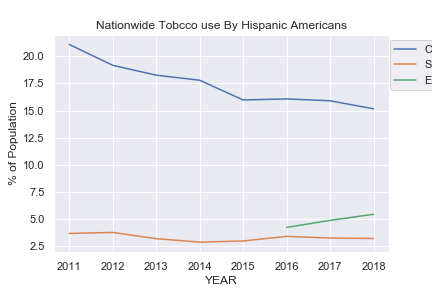 Nationwide Tobcco use By Hispanic Americans
C
S
E
20.0
17.5
15.0
12.5
10.0
7.5
5.0
2.5
% of Population
2011 2012 2013 2014 2015 2016 2017 2018
YEAR